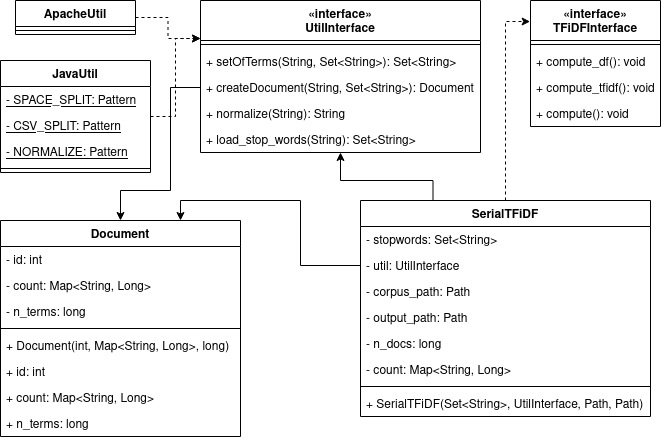 ApacheUtil
JavaUtil
- SPACE_SPLIT: Pattern
- CSV_SPLIT: Pattern
- NORMALIZE: Pattern
«interface»
UtilInterface
+ setOfTerms(String, Set<String>): Set<String>
+ createDocument(String, Set<String>): Document
+ normalize(String): String
+ load_stop_words(String): Set<String>
«interface»
TFiDFInterface
+ compute_df(): void
+ compute_tfidf(): void
+ compute(): void
Document
- id: int
- count: Map<String, Long>
- n_terms: long
+ Document(int, Map<String, Long>, long)
+ id: int
+ count: Map<String, Long>
+ n_terms: long
SerialTFiDF
- stopwords: Set<String>
- util: UtilInterface
- corpus_path: Path
- output_path: Path
- n_docs: long
- count: Map<String, Long>
+ SerialTFiDF(Set<String>, UtilInterface, Path, Path)